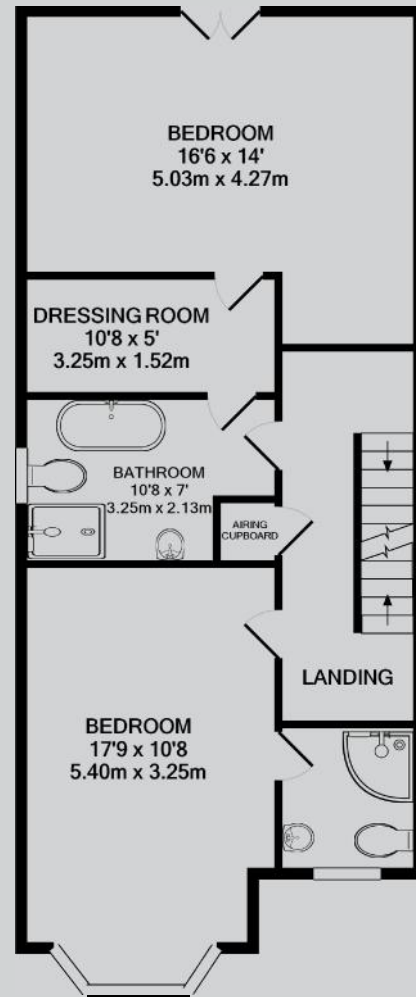 BEDROOM
16'6 x 14'
5.03m x 4.27m
DRESSING ROOM
10'8 x 5'
3.25m x 1.52m
BATHROOM
10'8 x 7'
3.25m x 2.13m
AIRING
CUPBOARD
LANDING
BEDROOM
17'9 x 10'8
5.40m x 3.25m